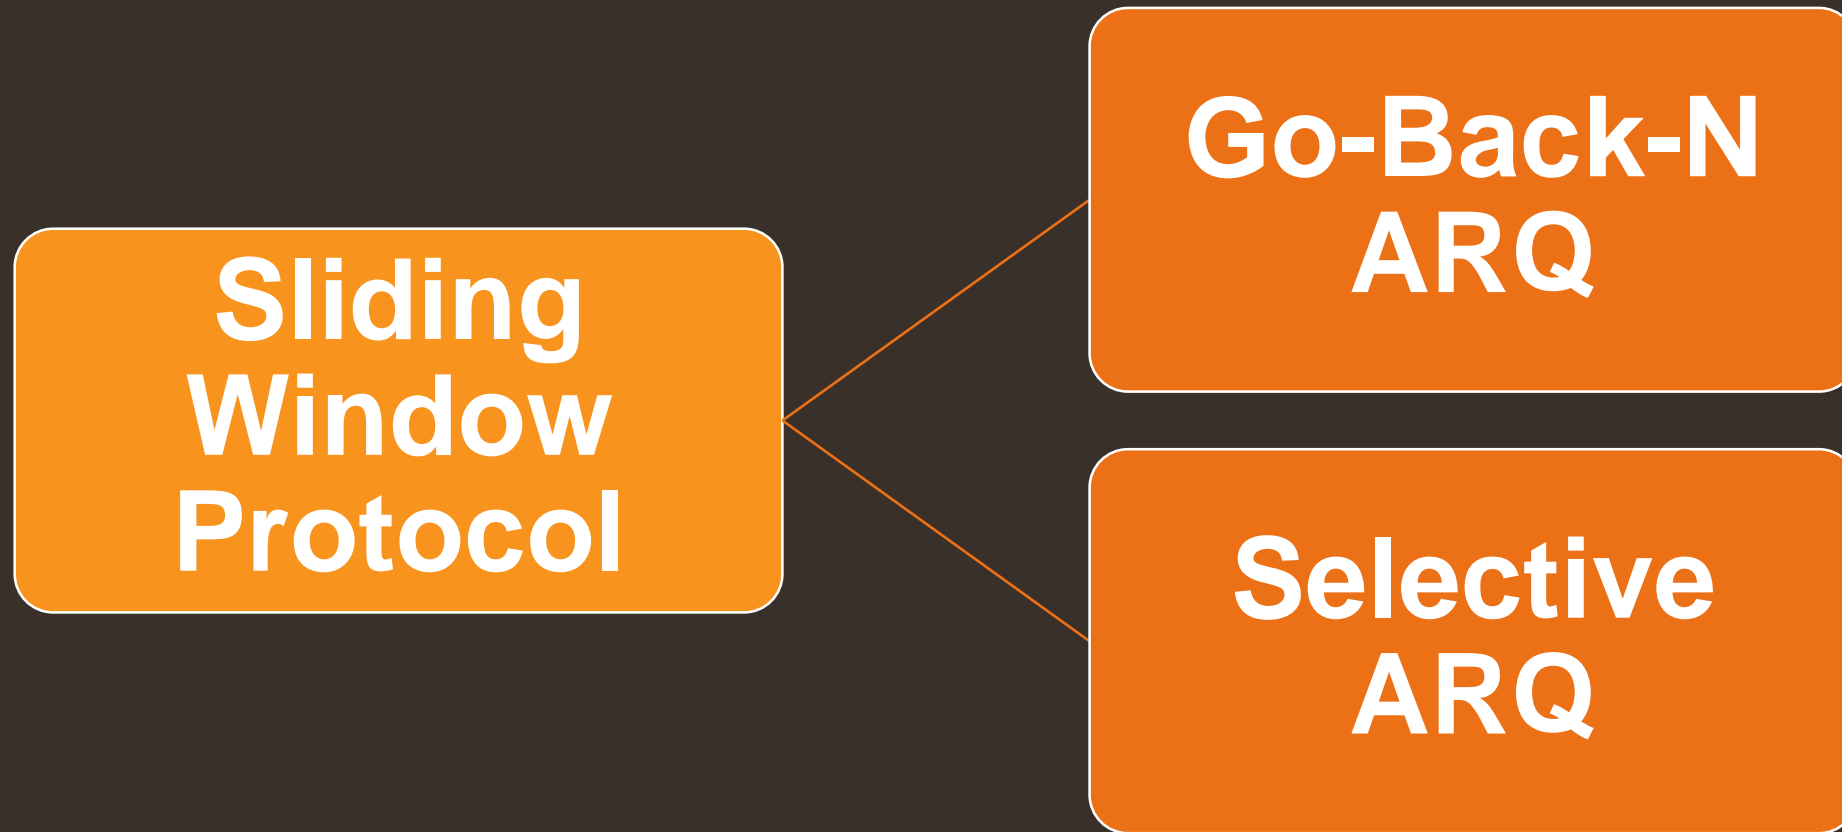 Sliding
Window
Protocol
Go-Back-N
ARQ
Selective
ARQ